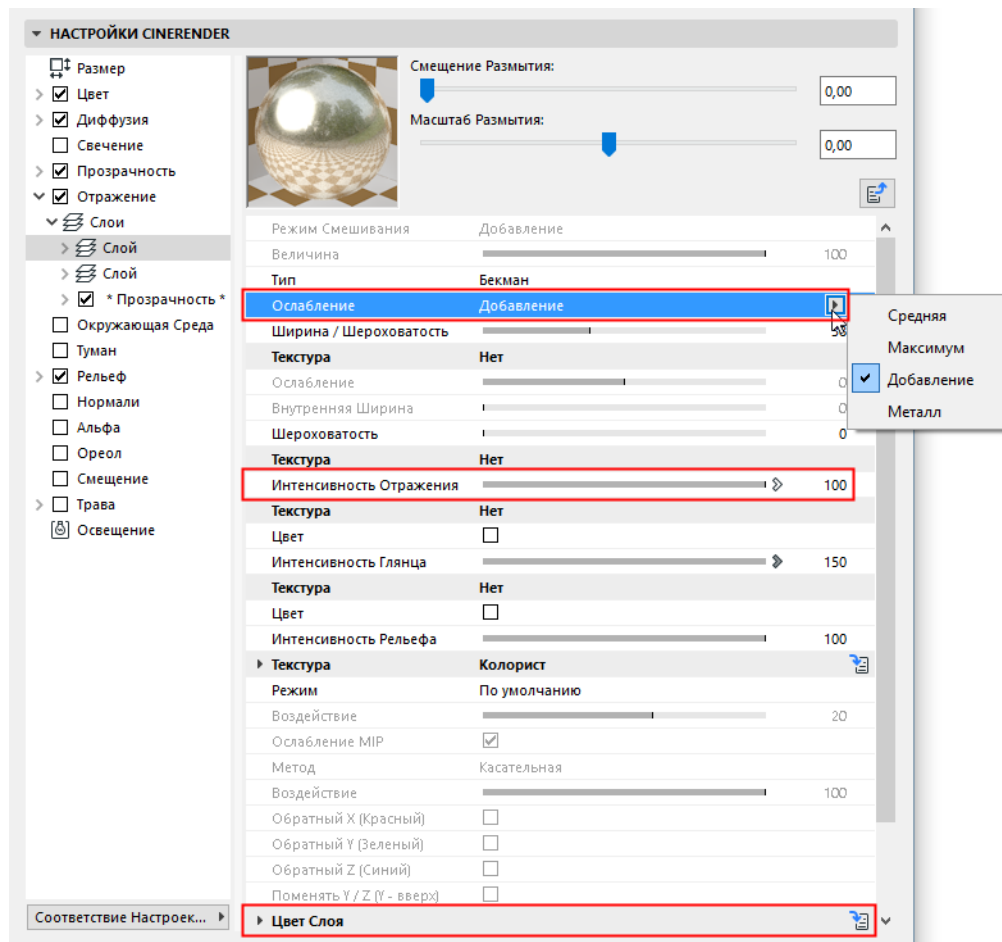 НАСТРОЙКИ CINERENDER
Размер
Цвет
Диффузия
Свечение
Прозрачность
Отражение
Слои
Слой
Слой
* Прозрачность *
Окружающая Среда
Туман
Рельеф
Нормали
Альфа
Ореол
Смещение
Трава
Освещение
Соответствие Настроек...
Смещение Размытия:
0,00
Масштаб Размытия:
0,00
Режим Смешивания Добавление
Величина 100
Тип Бекман
Ослабление Добавление
Ширина / Шероховатость
Текстура Нет
Ослабление 0
Внутренняя Ширина 0
Шероховатость 0
Текстура Нет
Интенсивность Отражения 100
Текстура Нет
Цвет
Интенсивность Глянца 150
Текстура Нет
Цвет
Интенсивность Рельефа 100
Текстура Колорист
Режим По умолчанию
Воздействие 20
Ослабление MIP
Метод Касательная
Воздействие 100
Обратный X (Красный)
Обратный Y (Зеленый)
Обратный Z (Синий)
Поменять Y / Z (Y - вверх)
Цвет Слоя
Средняя
Максимум
Добавление
Металл